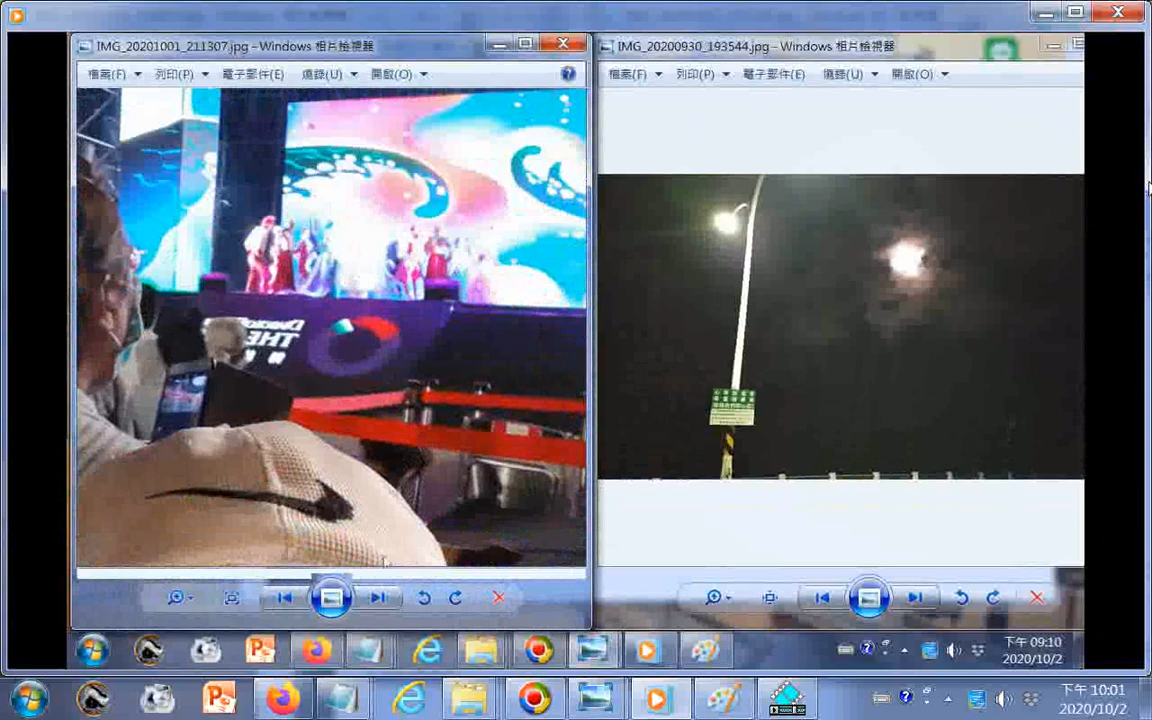 IMG_20201001_211307.jpg - Windows 相片檢視器
檔案(F)
列印(P)
電子郵件(E)
燒錄(U)
開啟(O)
IMG_20200930_193544.jpg - Windows 相片檢視器
檔案(F)
列印(P)
電子郵件(E)
燒錄(U)
開啟(O)
下午 09:10
2020/10/2
下午 10:01
2020/10/2